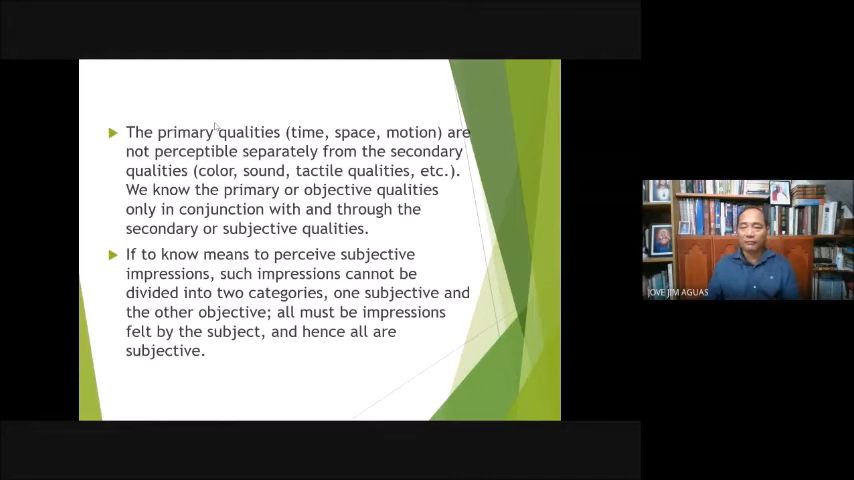 The primary qualities (time, space, motion) are
not perceptible separately from the secondary
qualities (color, sound, tactile qualities, etc.).
We know the primary or objective qualities
only in conjunction with and through the
secondary or subjective qualities.
If to know means to perceive subjective
impressions, such impressions cannot be
divided into two categories, one subjective and
the other objective; all must be impressions
felt by the subject, and hence all are
subjective.
JOVE JIM AGUAS